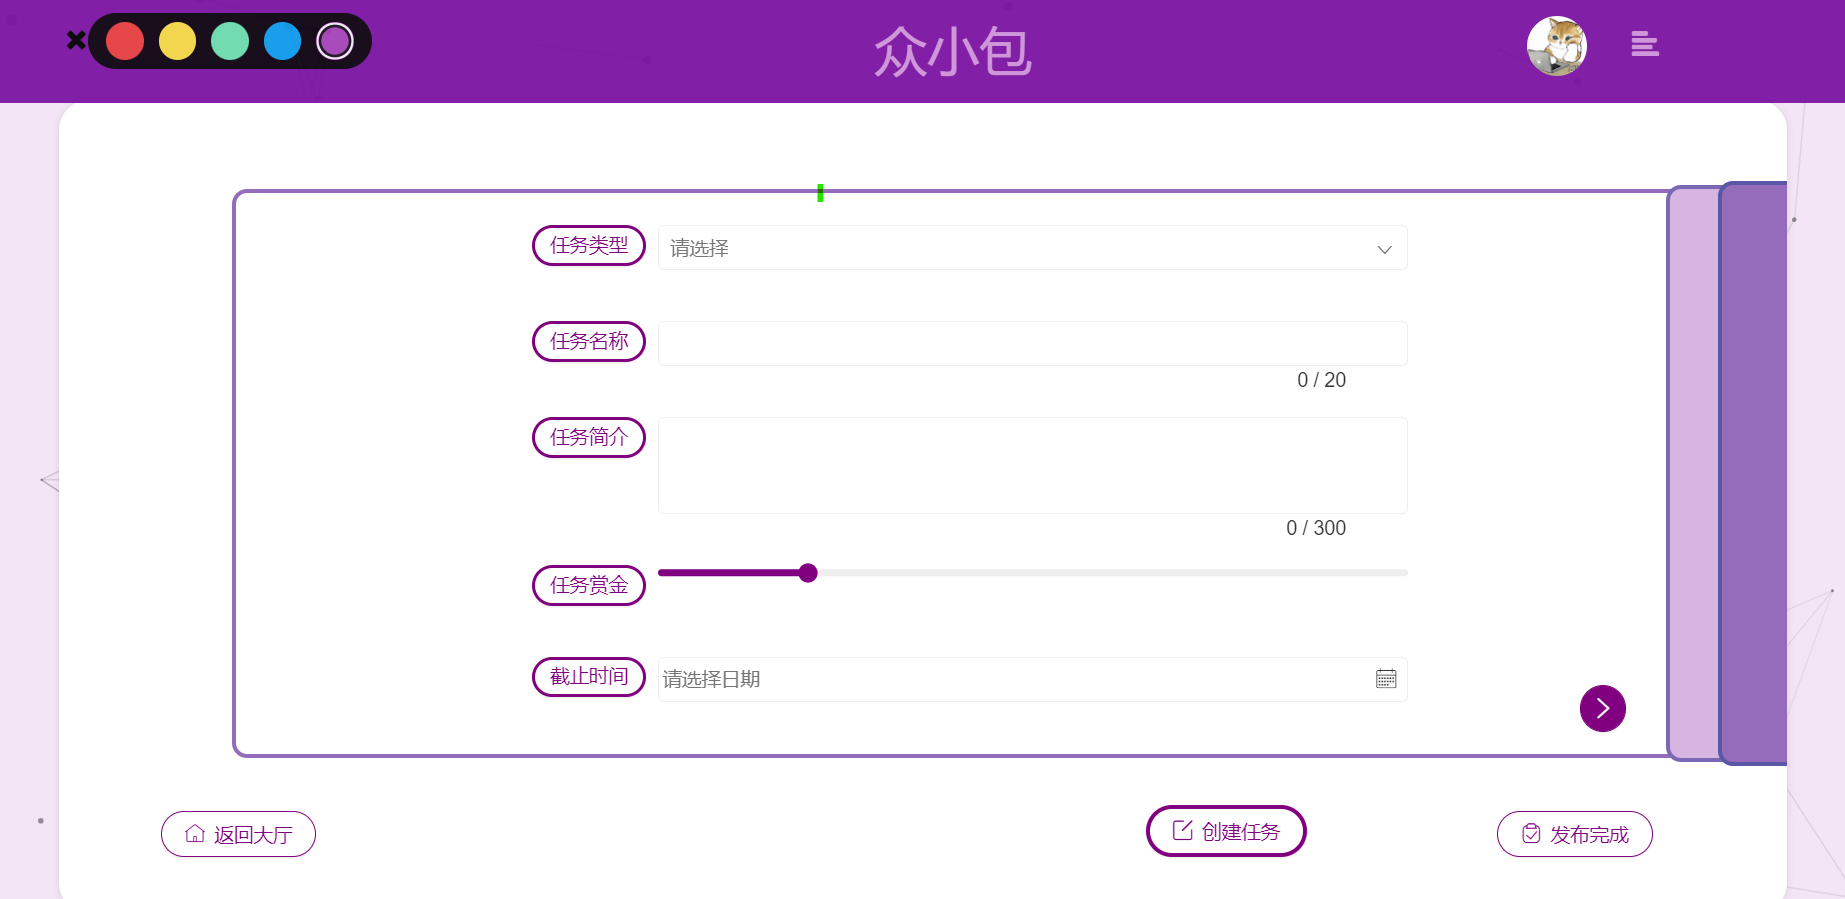 众小包
任务类型
请选择
任务名称
0 / 20
任务简介
0 / 300
任务赏金
截止时间
请选择日期
返回大厅
创建任务
发布完成